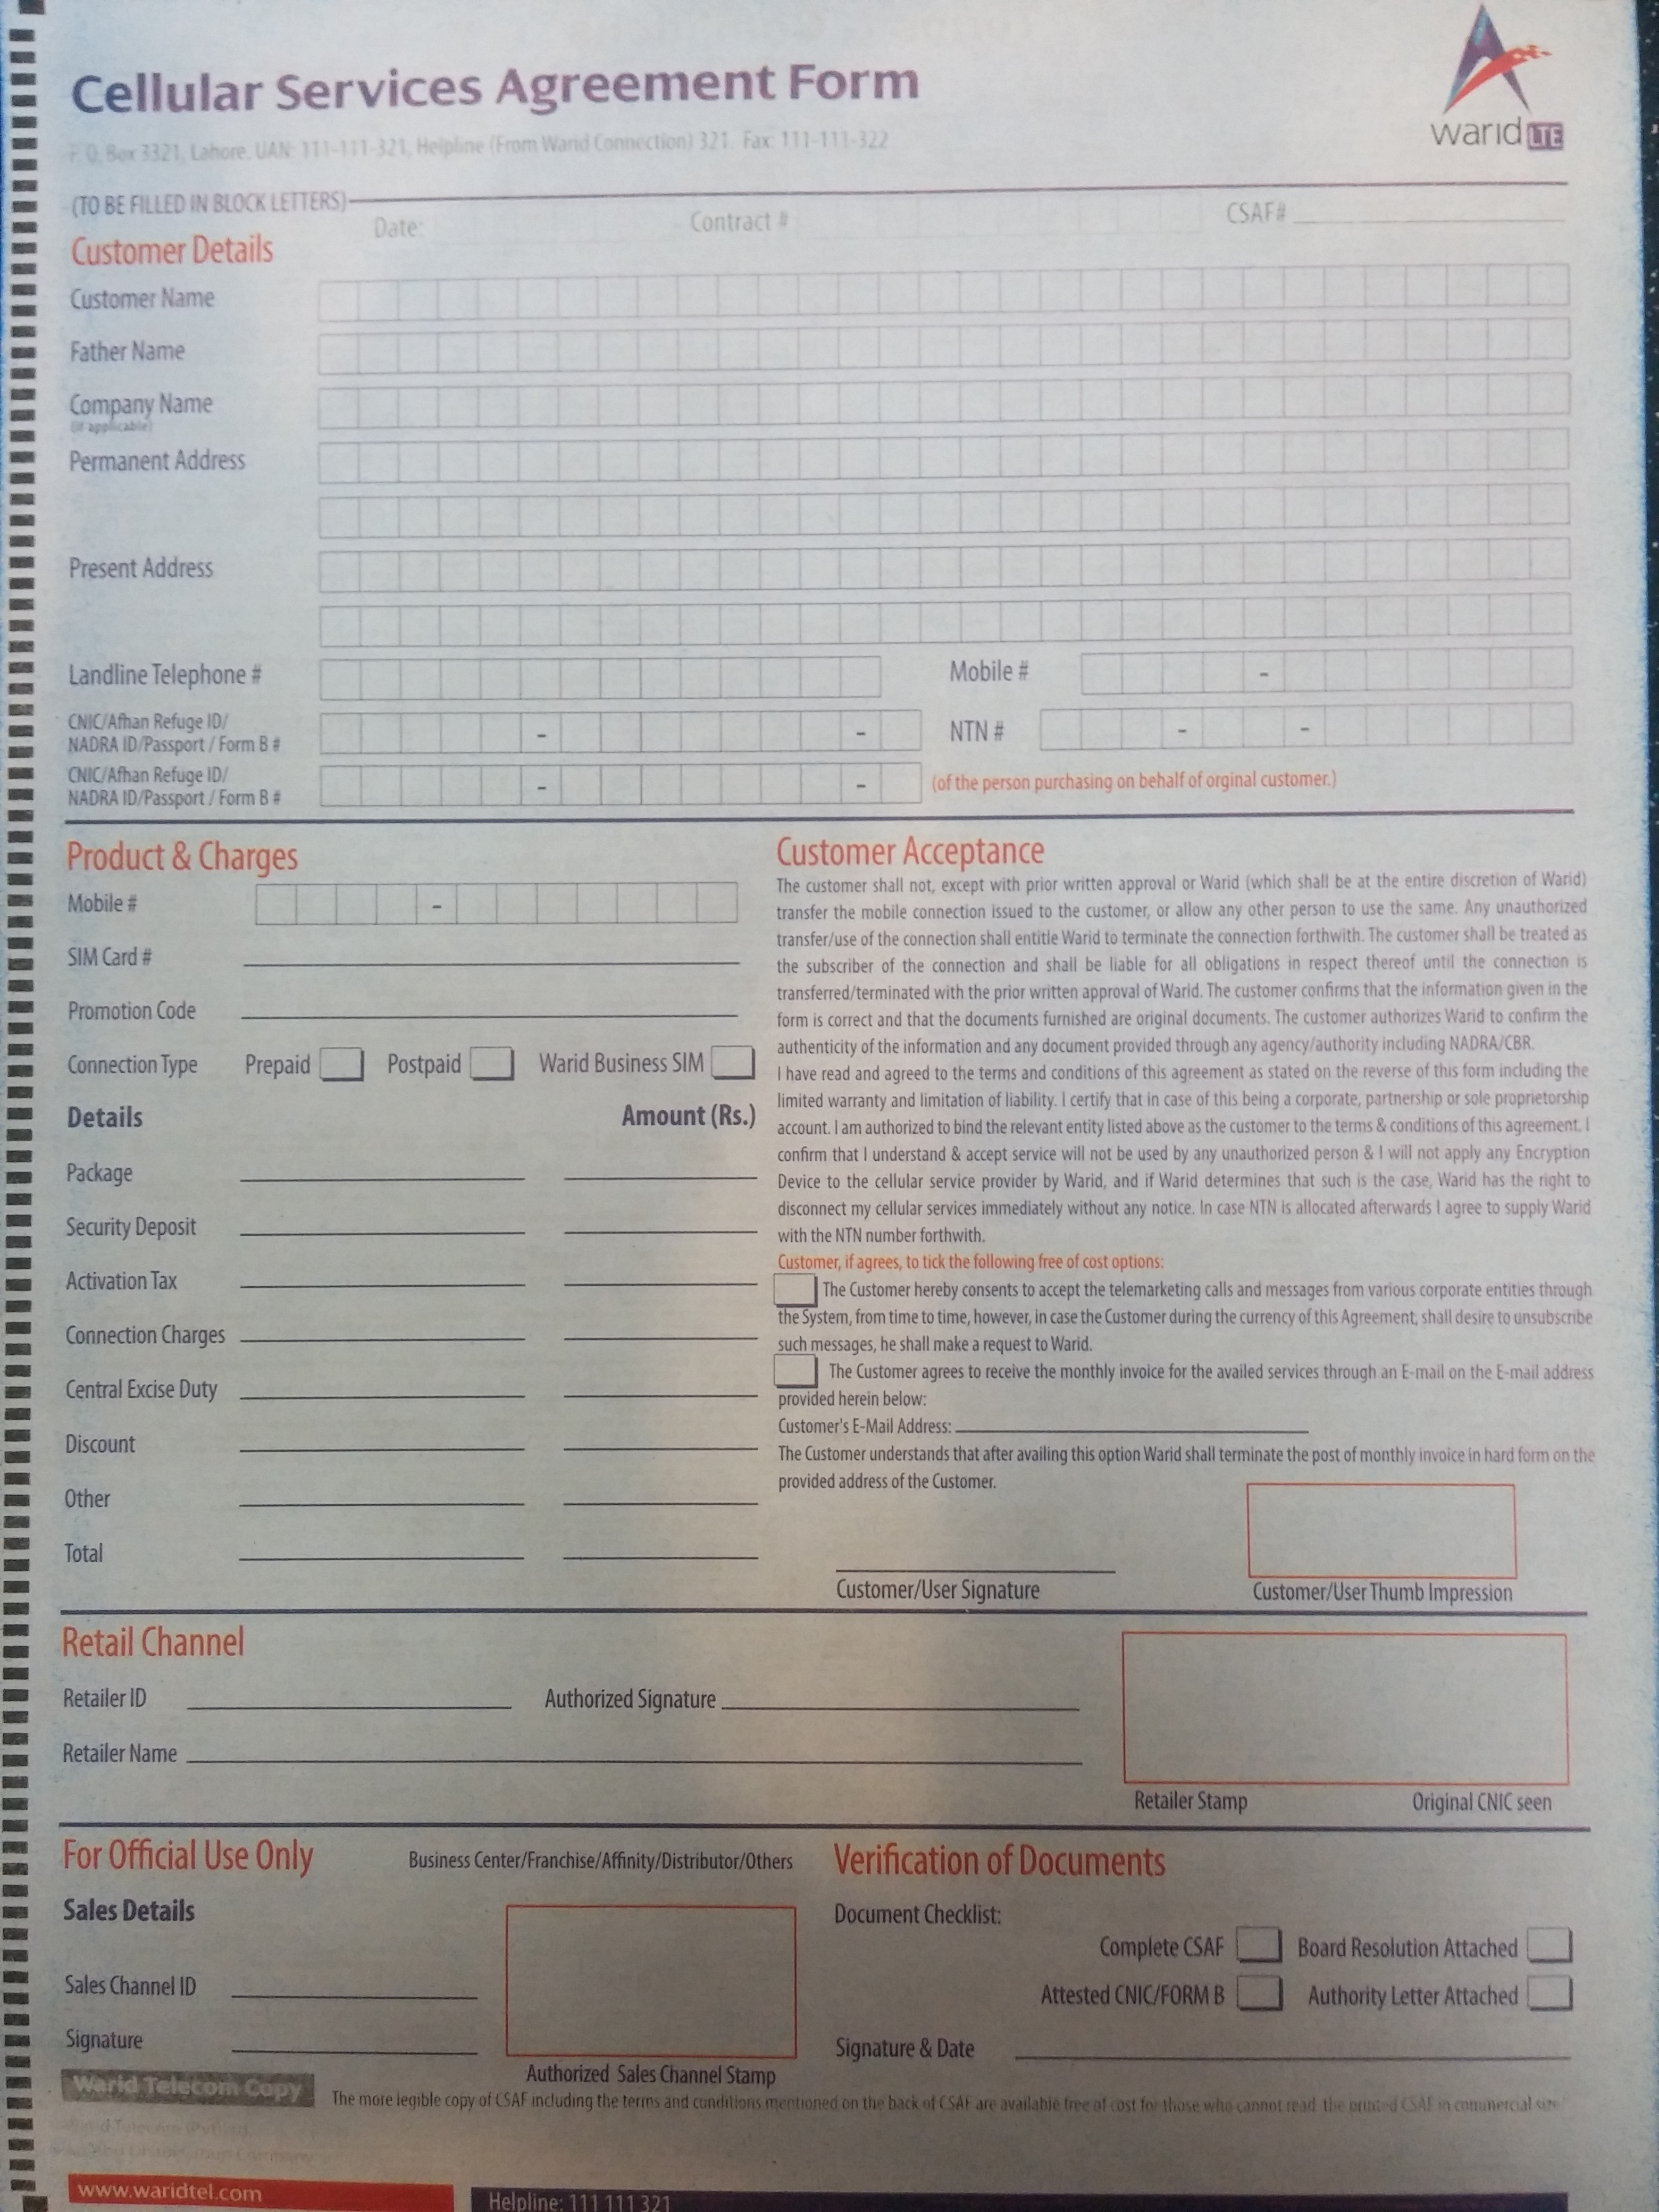 Cellular Services Agreement Form
warid LTE
P.O. Box 3321, Lahore. UAN: 111-111-321, Helpline (From Warid Connection) 321. Fax: 111-111-322
(TO BE FILLED IN BLOCK LETTERS)
Date: Contract # CSAF#
Customer Details
Customer Name
Father Name
Company Name
(if applicable)
Permanent Address
Present Address
Landline Telephone # Mobile # -
CNIC/Afhan Refuge ID/
NADRA ID/Passport / Form B # - - NTN # - -
CNIC/Afhan Refuge ID/
NADRA ID/Passport / Form B # - - (of the person purchasing on behalf of orginal customer.)
Product & Charges
Mobile # -
SIM Card #
Promotion Code
Connection Type Prepaid Postpaid Warid Business SIM
Details Amount (Rs.)
Package
Security Deposit
Activation Tax
Connection Charges
Central Excise Duty
Discount
Other
Total
Customer Acceptance
The customer shall not, except with prior written approval or Warid (which shall be at the entire discretion of Warid)
transfer the mobile connection issued to the customer, or allow any other person to use the same. Any unauthorized
transfer/use of the connection shall entitle Warid to terminate the connection forthwith. The customer shall be treated as
the subscriber of the connection and shall be liable for all obligations in respect thereof until the connection is
transferred/terminated with the prior written approval of Warid. The customer confirms that the information given in the
form is correct and that the documents furnished are original documents. The customer authorizes Warid to confirm the
authenticity of the information and any document provided through any agency/authority including NADRA/CBR.
I have read and agreed to the terms and conditions of this agreement as stated on the reverse of this form including the
limited warranty and limitation of liability. I certify that in case of this being a corporate, partnership or sole proprietorship
account. I am authorized to bind the relevant entity listed above as the customer to the terms & conditions of this agreement. I
confirm that I understand & accept service will not be used by any unauthorized person & I will not apply any Encryption
Device to the cellular service provider by Warid, and if Warid determines that such is the case, Warid has the right to
disconnect my cellular services immediately without any notice. In case NTN is allocated afterwards I agree to supply Warid
with the NTN number forthwith.
Customer, if agrees, to tick the following free of cost options:
The Customer hereby consents to accept the telemarketing calls and messages from various corporate entities through
the System, from time to time, however, in case the Customer during the currency of this Agreement, shall desire to unsubscribe
such messages, he shall make a request to Warid.
The Customer agrees to receive the monthly invoice for the availed services through an E-mail on the E-mail address
provided herein below:
Customer's E-Mail Address:
The Customer understands that after availing this option Warid shall terminate the post of monthly invoice in hard form on the
provided address of the Customer.
Customer/User Signature Customer/User Thumb Impression
Retail Channel
Retailer ID Authorized Signature
Retailer Name
Retailer Stamp Original CNIC seen
For Official Use Only Business Center/Franchise/Affinity/Distributor/Others
Sales Details
Sales Channel ID
Signature
Authorized Sales Channel Stamp
Verification of Documents
Document Checklist:
Complete CSAF Board Resolution Attached
Attested CNIC/FORM B Authority Letter Attached
Signature & Date
Warid Telecom Copy
The more legible copy of CSAF including the terms and conditions mentioned on the back of CSAF are available free of cost for those who cannot read the printed CSAF in commercial size"
Warid Telecom (Pvt) Ltd.
www.waridtel.com
Helpline: 111 111 321